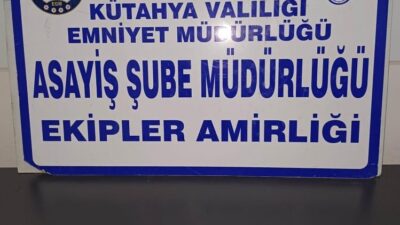 KÜTAHYA VALİLİĞİ
EMNİYET MÜDÜRLÜĞÜ
ASAYİŞ ŞUBE MÜDÜRLÜĞÜ
EKİPLER AMİRLİĞİ